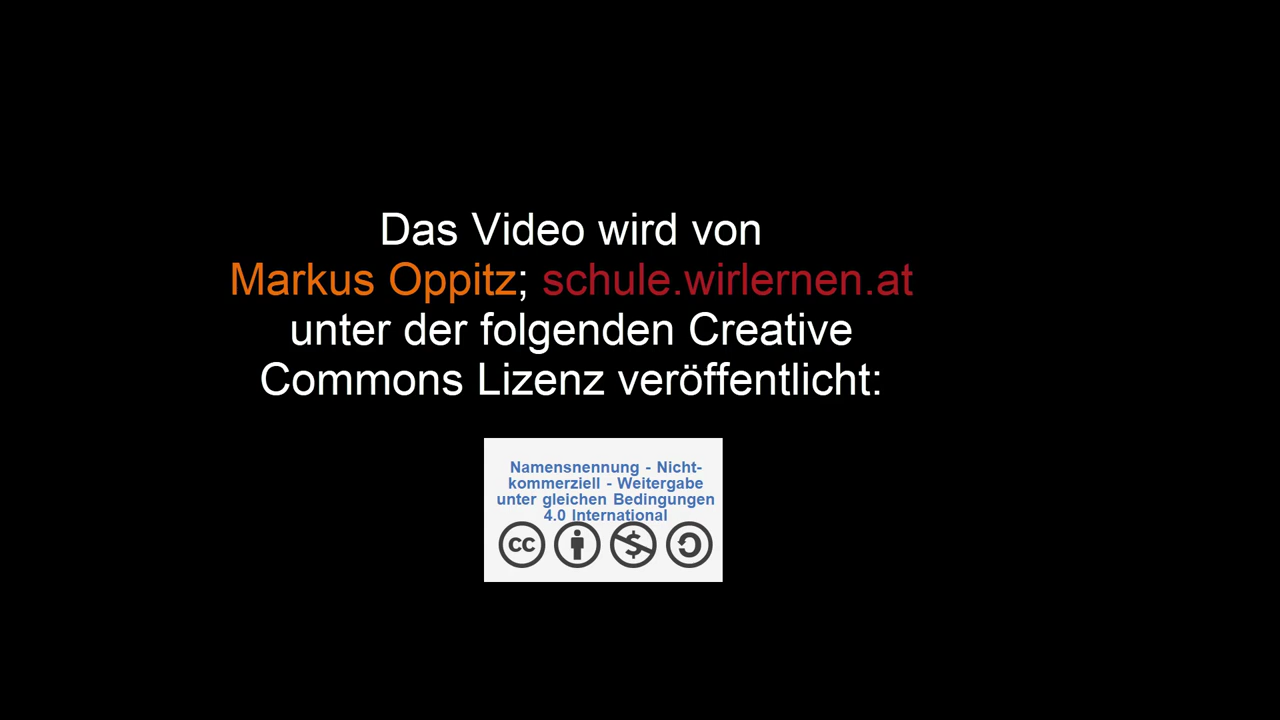 Das Video wird von
Markus Oppitz; schule.wirlernen.at
unter der folgenden Creative
Commons Lizenz veröffentlicht:
Namensnennung - Nicht-
kommerziell - Weitergabe
unter gleichen Bedingungen
4.0 International
cc